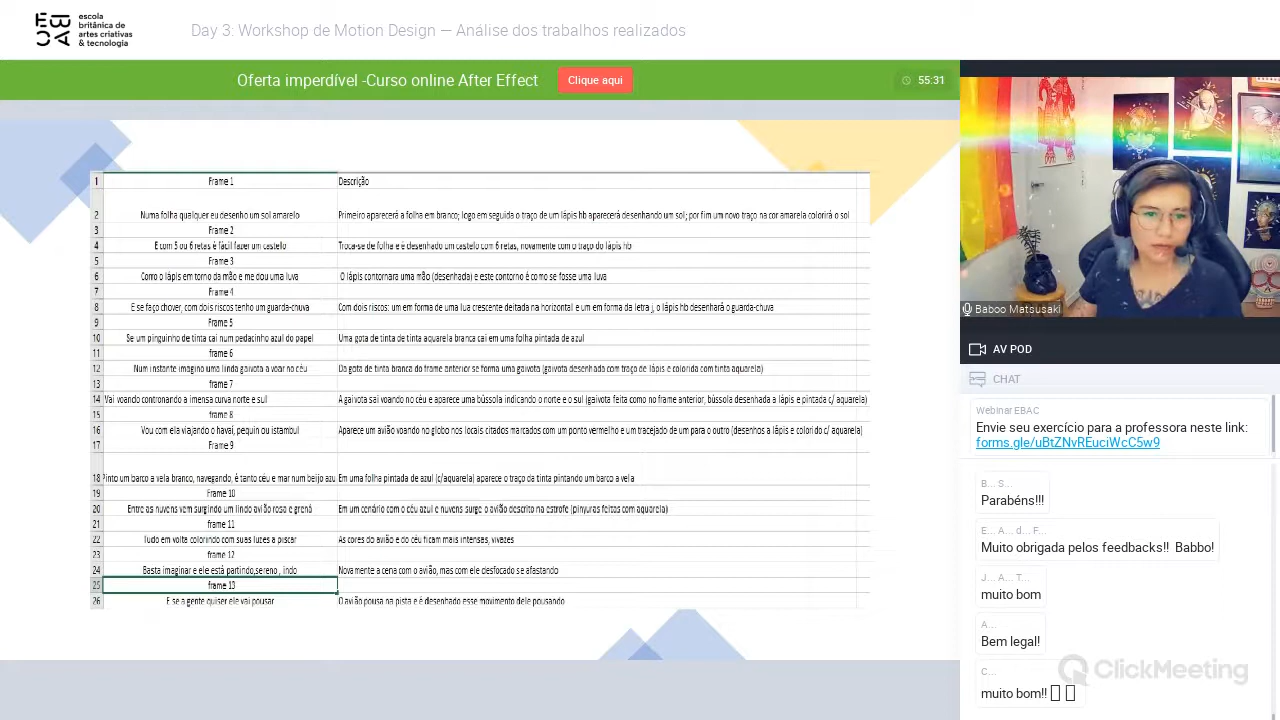 EBAC
escola
britânica de
artes criativas
& tecnologia
Day 3: Workshop de Motion Design — Análise dos trabalhos realizados
Oferta imperdível -Curso online After Effect
Clique aqui
55:31
1 Frame 1 Descrição
2 Numa folha qualquer eu desenho um sol amarelo Primeiro aparecerá a folha em branco; logo em seguida o traço de um lápis hb aparecerá desenhando um sol; por fim um novo traço na cor amarela colorirá o sol
3 Frame 2
4 E com 5 ou 6 retas é fácil fazer um castelo Troca-se de folha e é desenhado um castelo com 6 retas, novamente com o traço do lápis hb
5 Frame 3
6 Corro o lápis em torno da mão e me dou uma luva O lápis contornara uma mão (desenhada) e este contorno é como se fosse uma luva
7 Frame 4
8 E se faço chover, com dois riscos tenho um guarda-chuva Com dois riscos: um em forma de uma lua crescente deitada na horizontal e um em forma da letra j, o lápis hb desenhará o guarda-chuva
9 Frame 5
10 Se um pinguinho de tinta cai num pedacinho azul do papel Uma gota de tinta de tinta aquarela branca cai em uma folha pintada de azul
11 frame 6
12 Num instante imagino uma linda gaivota a voar no céu Da gota de tinta branca do frame anterior se forma uma gaivota (gaivota desenhada com traço de lápis e colorida com tinta aquarela)
13 frame 7
14 Vai voando contronando a imensa curva norte e sul A gaivota sai voando no céu e aparece uma bússola indicando o norte e o sul (gaivota feita como no frame anterior, bússola desenhada a lápis e pintada c/ aquarela)
15 frame 8
16 Vou com ela viajando o havaí, pequin ou istambul Aparece um avião voando no globo nos locais citados marcados com um ponto vermelho e um tracejado de um para o outro (desenhos a lápis e colorido c/ aquarela)
17 Frame 9
18 Pinto um barco a vela branco, navegando, é tanto céu e mar num beijo azu Em uma folha pintada de azul (c/aquarela) aparece o traço da tinta pintando um barco a vela
19 Frame 10
20 Entre as nuvens vem surgindo um lindo avião rosa e grená Em um cenário com o céu azul e nuvens surge o avião descrito na estrofe (pinyuras feitas com aquarela)
21 frame 11
22 Tudo em volta colorindo com suas luzes a piscar As cores do avião e do céu ficam mais intensas, vivazes
23 frame 12
24 Basta imaginar e ele está partindo,sereno , indo Novamente a cena com o avião, mas com ele desfocado se afastando
25 frame 13
26 E se a gente quiser ele vai pousar O avião pousa na pista e é desenhado esse movimento dele pousando
Baboo Matsusaki
AV POD
CHAT
Webinar EBAC
Envie seu exercício para a professora neste link:
forms.gle/uBtZNvREuciWcC5w9
B... S...
Parabéns!!!
E... A... d... F...
Muito obrigada pelos feedbacks!! Babbo!
J... A... T...
muito bom
A...
Bem legal!
C...
muito bom!!
ClickMeeting